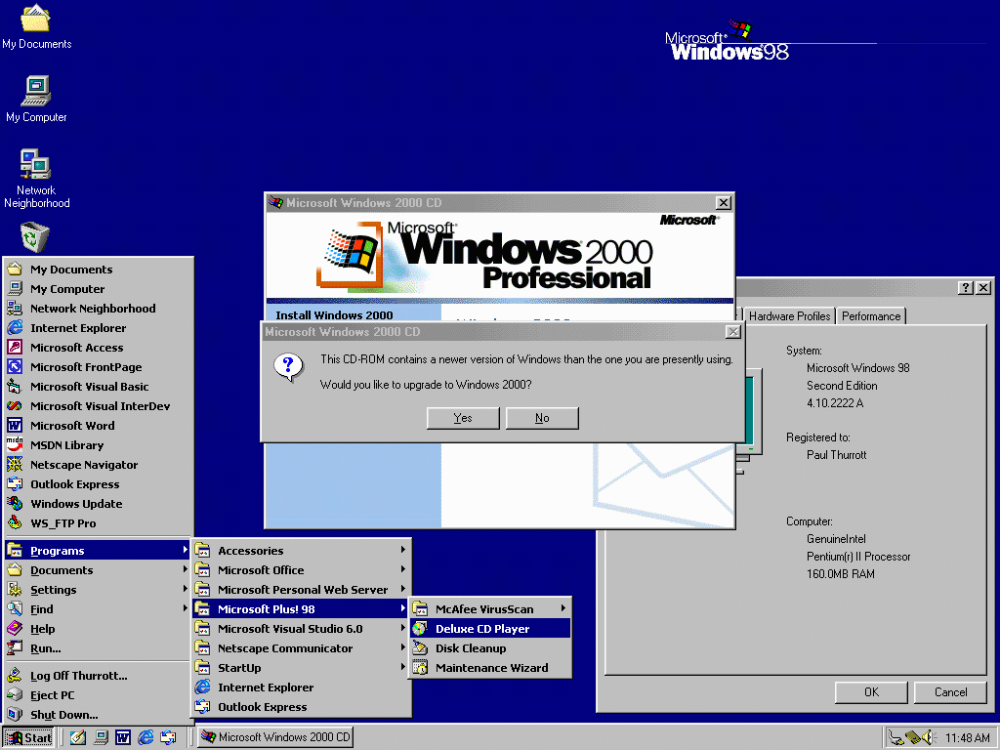 My Documents
My Computer
Network
Neighborhood
Microsoft
Windows 98
Microsoft Windows 2000 CD
Microsoft
Microsoft
Windows 2000
Professional
Install Windows 2000
Microsoft Windows 2000 CD
This CD-ROM contains a newer version of Windows than the one you are presently using.
Would you like to upgrade to Windows 2000?
Yes
No
Hardware Profiles
Performance
System:
Microsoft Windows 98
Second Edition
4.10.2222 A
Registered to:
Paul Thurrott
Computer:
GenuineIntel
Pentium(r) II Processor
160.0MB RAM
OK
Cancel
My Documents
My Computer
Network Neighborhood
Internet Explorer
Microsoft Access
Microsoft FrontPage
Microsoft Visual Basic
Microsoft Visual InterDev
Microsoft Word
MSDN Library
Netscape Navigator
Outlook Express
Windows Update
WS_FTP Pro
Programs
Documents
Settings
Find
Help
Run...
Log Off Thurrott...
Eject PC
Shut Down...
Accessories
Microsoft Office
Microsoft Personal Web Server
Microsoft Plus! 98
Microsoft Visual Studio 6.0
Netscape Communicator
StartUp
Internet Explorer
Outlook Express
McAfee VirusScan
Deluxe CD Player
Disk Cleanup
Maintenance Wizard
Start
Microsoft Windows 2000 CD
11:48 AM